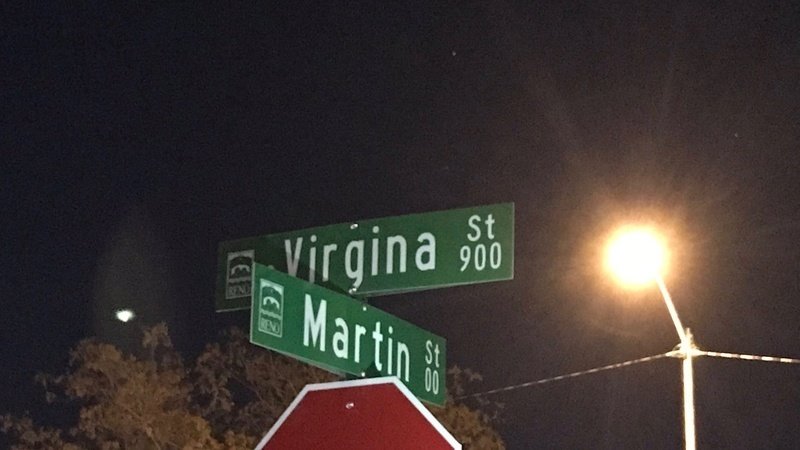 Virgina St
900
RENO
Martin St
00
RENO